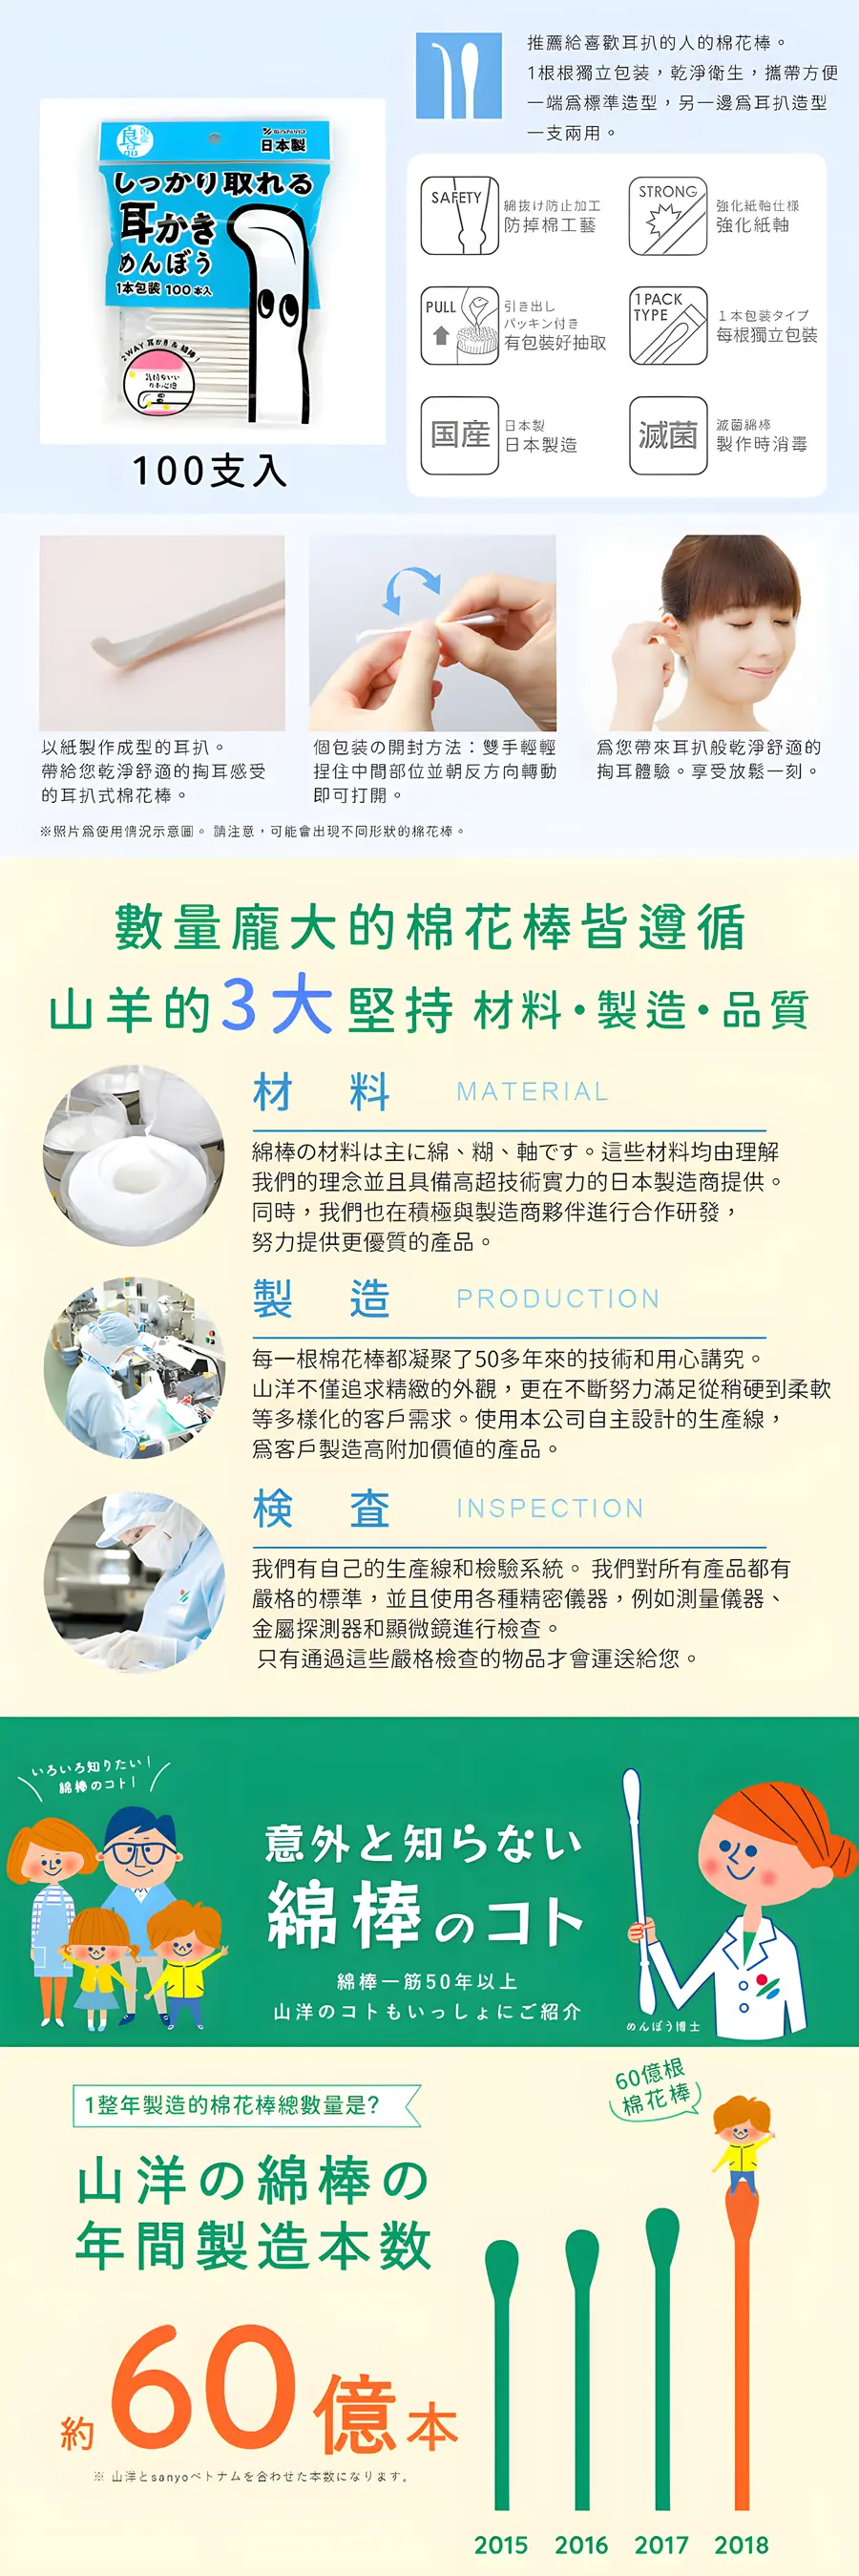 推薦給喜歡耳扒的人的棉花棒。
1根根獨立包装，乾淨衛生，攜帶方便
一端爲標準造型，另一邊爲耳扒造型
一支兩用。
良品
日本製
しっかり取れる
耳かき
めんぼう
1本包装 100本入
2WAY 耳かき&綿棒!
100支入
SAFETY
綿抜け防止加工
防掉棉工藝
STRONG
強化紙軸仕様
強化紙軸
PULL
引き出し
パッキン付き
有包裝好抽取
1PACK
TYPE
1本包装タイプ
每根獨立包裝
国産
日本製
日本製造
滅菌
滅菌綿棒
製作時消毒
以紙製作成型的耳扒。
帶給您乾淨舒適的掏耳感受
的耳扒式棉花棒。
個包装の開封方法：雙手輕輕
捏住中間部位並朝反方向轉動
即可打開。
爲您帶來耳扒般乾淨舒適的
掏耳體驗。享受放鬆一刻。
※照片爲使用情況示意圖。 請注意，可能會出現不同形狀的棉花棒。
數量龐大的棉花棒皆遵循
山羊的3大堅持 材料・製造・品質
材料 MATERIAL
綿棒の材料は主に綿、糊、軸です。這些材料均由理解
我們的理念並且具備高超技術實力的日本製造商提供。
同時，我們也在積極與製造商夥伴進行合作研發，
努力提供更優質的產品。
製造 PRODUCTION
每一根棉花棒都凝聚了50多年來的技術和用心講究。
山洋不僅追求精緻的外觀，更在不斷努力滿足從稍硬到柔軟
等多樣化的客戶需求。使用本公司自主設計的生產線，
爲客戶製造高附加價値的產品。
検査 INSPECTION
我們有自己的生產線和檢驗系統。 我們對所有產品都有
嚴格的標準，並且使用各種精密儀器，例如測量儀器、
金屬探測器和顯微鏡進行檢查。
只有通過這些嚴格檢查的物品才會運送給您。
いろいろ知りたい！
綿棒のコト！
意外と知らない
綿棒のコト
綿棒一筋50年以上
山洋のコトもいっしょにご紹介
めんぼう博士
1整年製造的棉花棒總數量是?
60億根
棉花棒
山洋の綿棒の
年間製造本数
約60億本
※ 山洋とsanyoベトナムを合わせた本数になります。
2015 2016 2017 2018